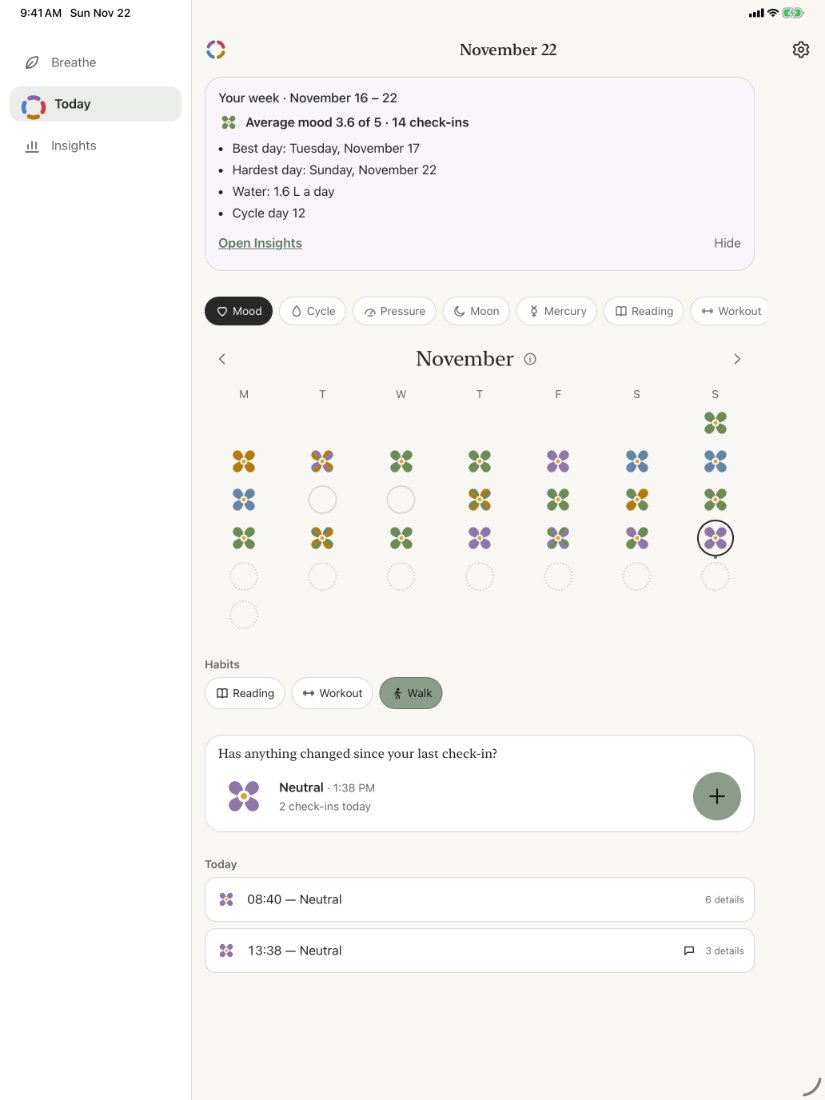 9:41 AM Sun Nov 22
Breathe
Today
Insights
November 22
Your week · November 16 – 22
Average mood 3.6 of 5 · 14 check-ins
• Best day: Tuesday, November 17
• Hardest day: Sunday, November 22
• Water: 1.6 L a day
• Cycle day 12
Open Insights Hide
Mood Cycle Pressure Moon Mercury Reading Workout
November
M T W T F S S
Habits
Reading Workout Walk
Has anything changed since your last check-in?
Neutral · 1:38 PM
2 check-ins today
Today
08:40 — Neutral 6 details
13:38 — Neutral 3 details